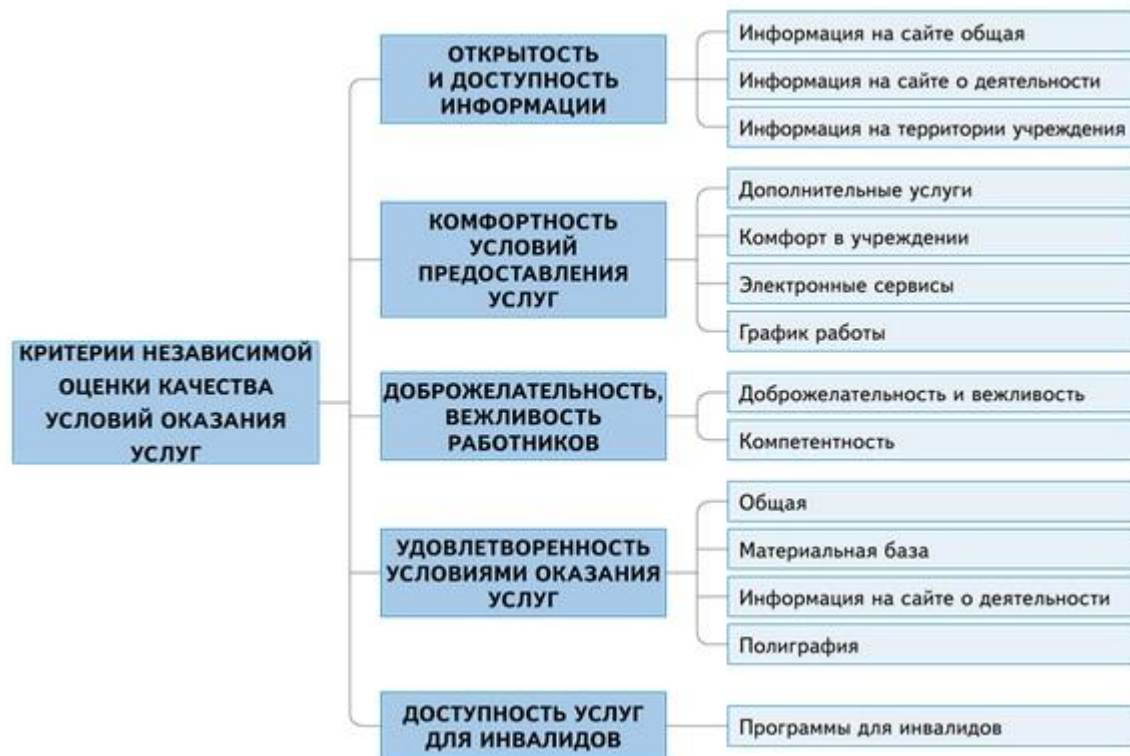 КРИТЕРИИ НЕЗАВИСИМОЙ
ОЦЕНКИ КАЧЕСТВА
УСЛОВИЙ ОКАЗАНИЯ
УСЛУГ
ОТКРЫТОСТЬ
И ДОСТУПНОСТЬ
ИНФОРМАЦИИ
Информация на сайте общая
Информация на сайте о деятельности
Информация на территории учреждения
КОМФОРТНОСТЬ
УСЛОВИЙ
ПРЕДОСТАВЛЕНИЯ
УСЛУГ
Дополнительные услуги
Комфорт в учреждении
Электронные сервисы
График работы
ДОБРОЖЕЛАТЕЛЬНОСТЬ,
ВЕЖЛИВОСТЬ
РАБОТНИКОВ
Доброжелательность и вежливость
Компетентность
УДОВЛЕТВОРЕННОСТЬ
УСЛОВИЯМИ ОКАЗАНИЯ
УСЛУГ
Общая
Материальная база
Информация на сайте о деятельности
Полиграфия
ДОСТУПНОСТЬ УСЛУГ
ДЛЯ ИНВАЛИДОВ
Программы для инвалидов